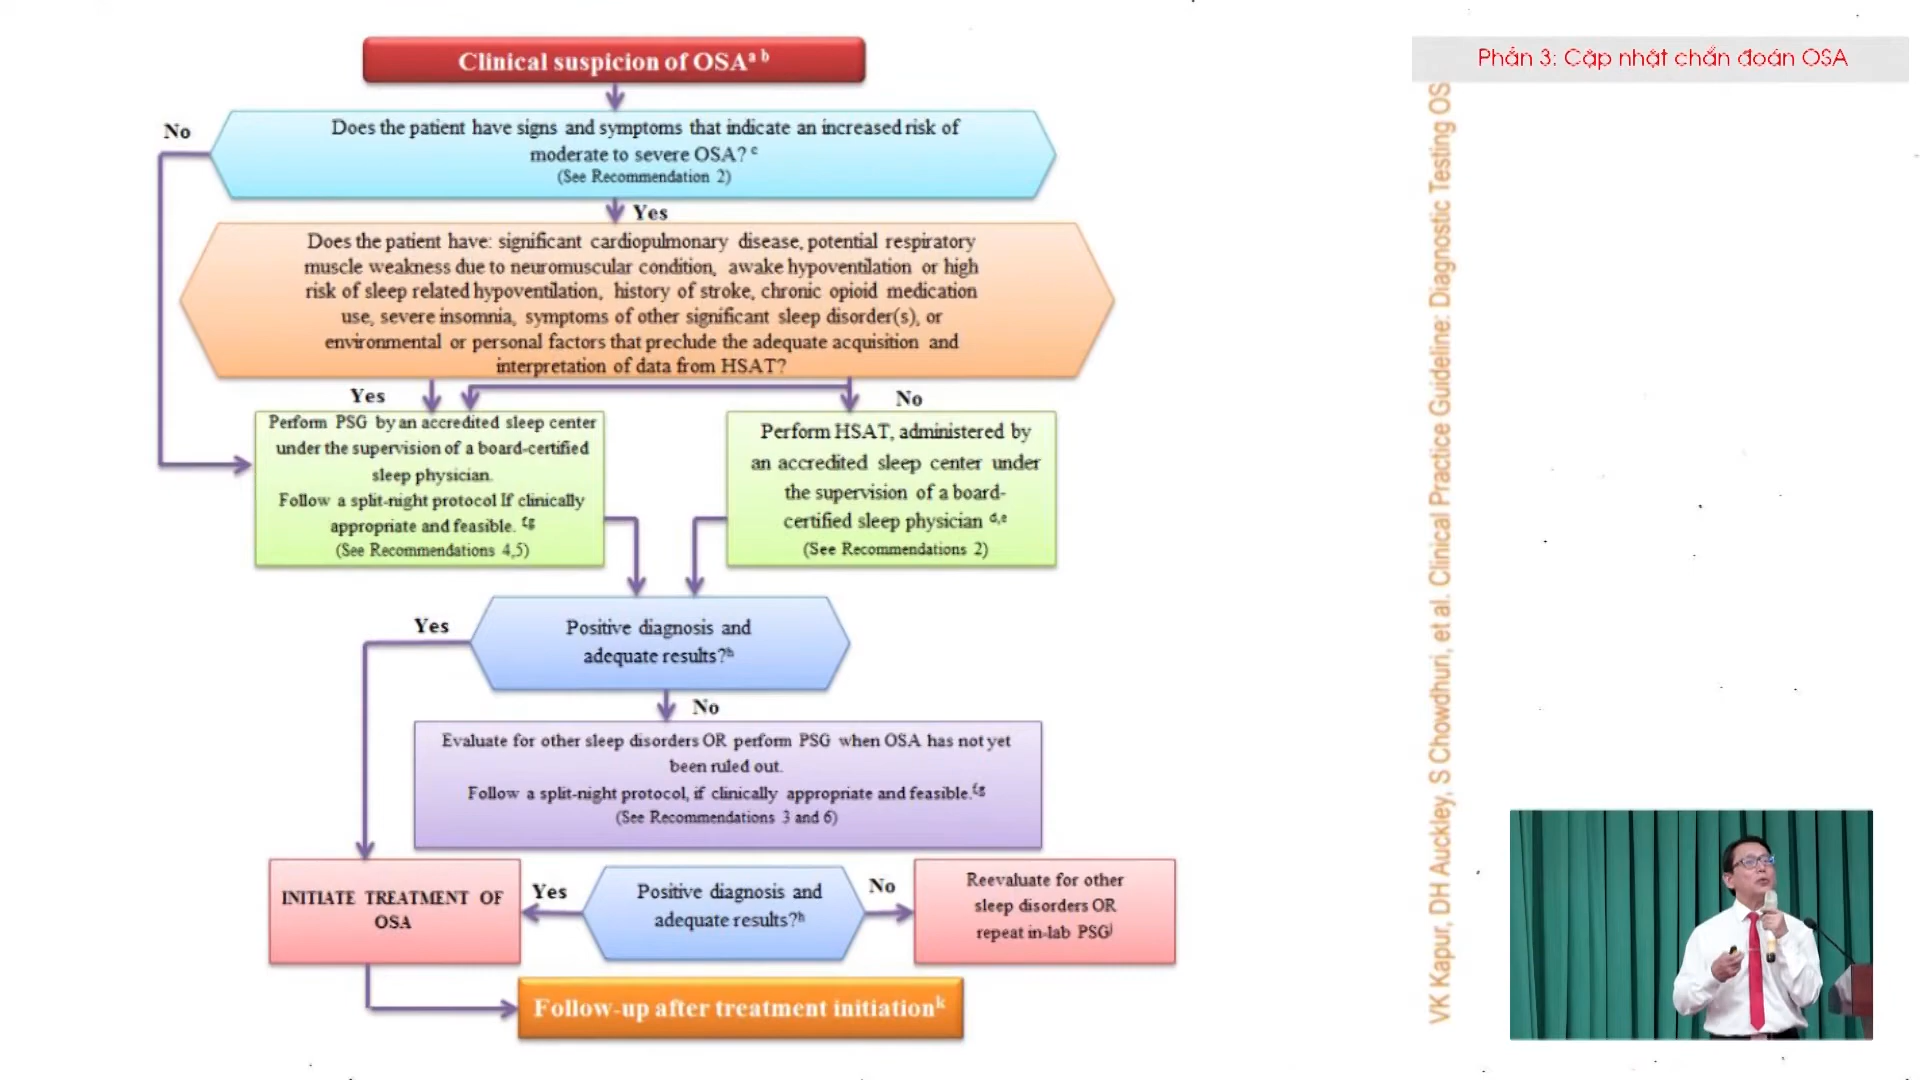 Clinical suspicion of OSAᵃ ᵇ
Phần 3: Cập nhật chẩn đoán OSA
No
Does the patient have signs and symptoms that indicate an increased risk of
moderate to severe OSA? ᶜ
(See Recommendation 2)
Yes
Does the patient have: significant cardiopulmonary disease, potential respiratory
muscle weakness due to neuromuscular condition, awake hypoventilation or high
risk of sleep related hypoventilation, history of stroke, chronic opioid medication
use, severe insomnia, symptoms of other significant sleep disorder(s), or
environmental or personal factors that preclude the adequate acquisition and
interpretation of data from HSAT?
Yes
No
Perform PSG by an accredited sleep center
under the supervision of a board-certified
sleep physician.
Follow a split-night protocol If clinically
appropriate and feasible. ᶠᵍ
(See Recommendations 4,5)
Perform HSAT, administered by
an accredited sleep center under
the supervision of a board-
certified sleep physician ᵈ,ᵉ
(See Recommendations 2)
Yes
Positive diagnosis and
adequate results?ʰ
No
Evaluate for other sleep disorders OR perform PSG when OSA has not yet
been ruled out.
Follow a split-night protocol, if clinically appropriate and feasible.ᶠᵍ
(See Recommendations 3 and 6)
INITIATE TREATMENT OF
OSA
Yes
Positive diagnosis and
adequate results?ʰ
No
Reevaluate for other
sleep disorders OR
repeat in-lab PSGʲ
Follow-up after treatment initiationᵏ
VK Kapur, DH Auckley, S Chowdhuri, et al. Clinical Practice Guideline: Diagnostic Testing OS